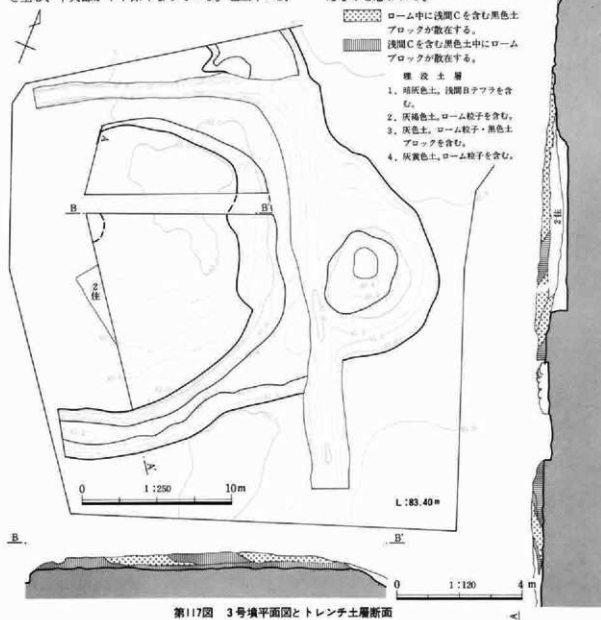 ローム中に浅間Cを含む黒色土
ブロックが散在する。
浅間Cを含む黒色土中にローム
ブロックが散在する。
埋没土層
1、暗灰色土。浅間Bテフラを含
む。
2、灰褐色土。ローム粒子を含む。
3、灰色土。ローム粒子・黒色土
ブロックを含む。
4、灰黄色土。ローム粒子を含む。
A
B
B'
2住
2住
A'
0 1:250 10m
L:83.40m
B
B'
0 1:120 4m
第117図 3号墳平面図とトレンチ土層断面
A